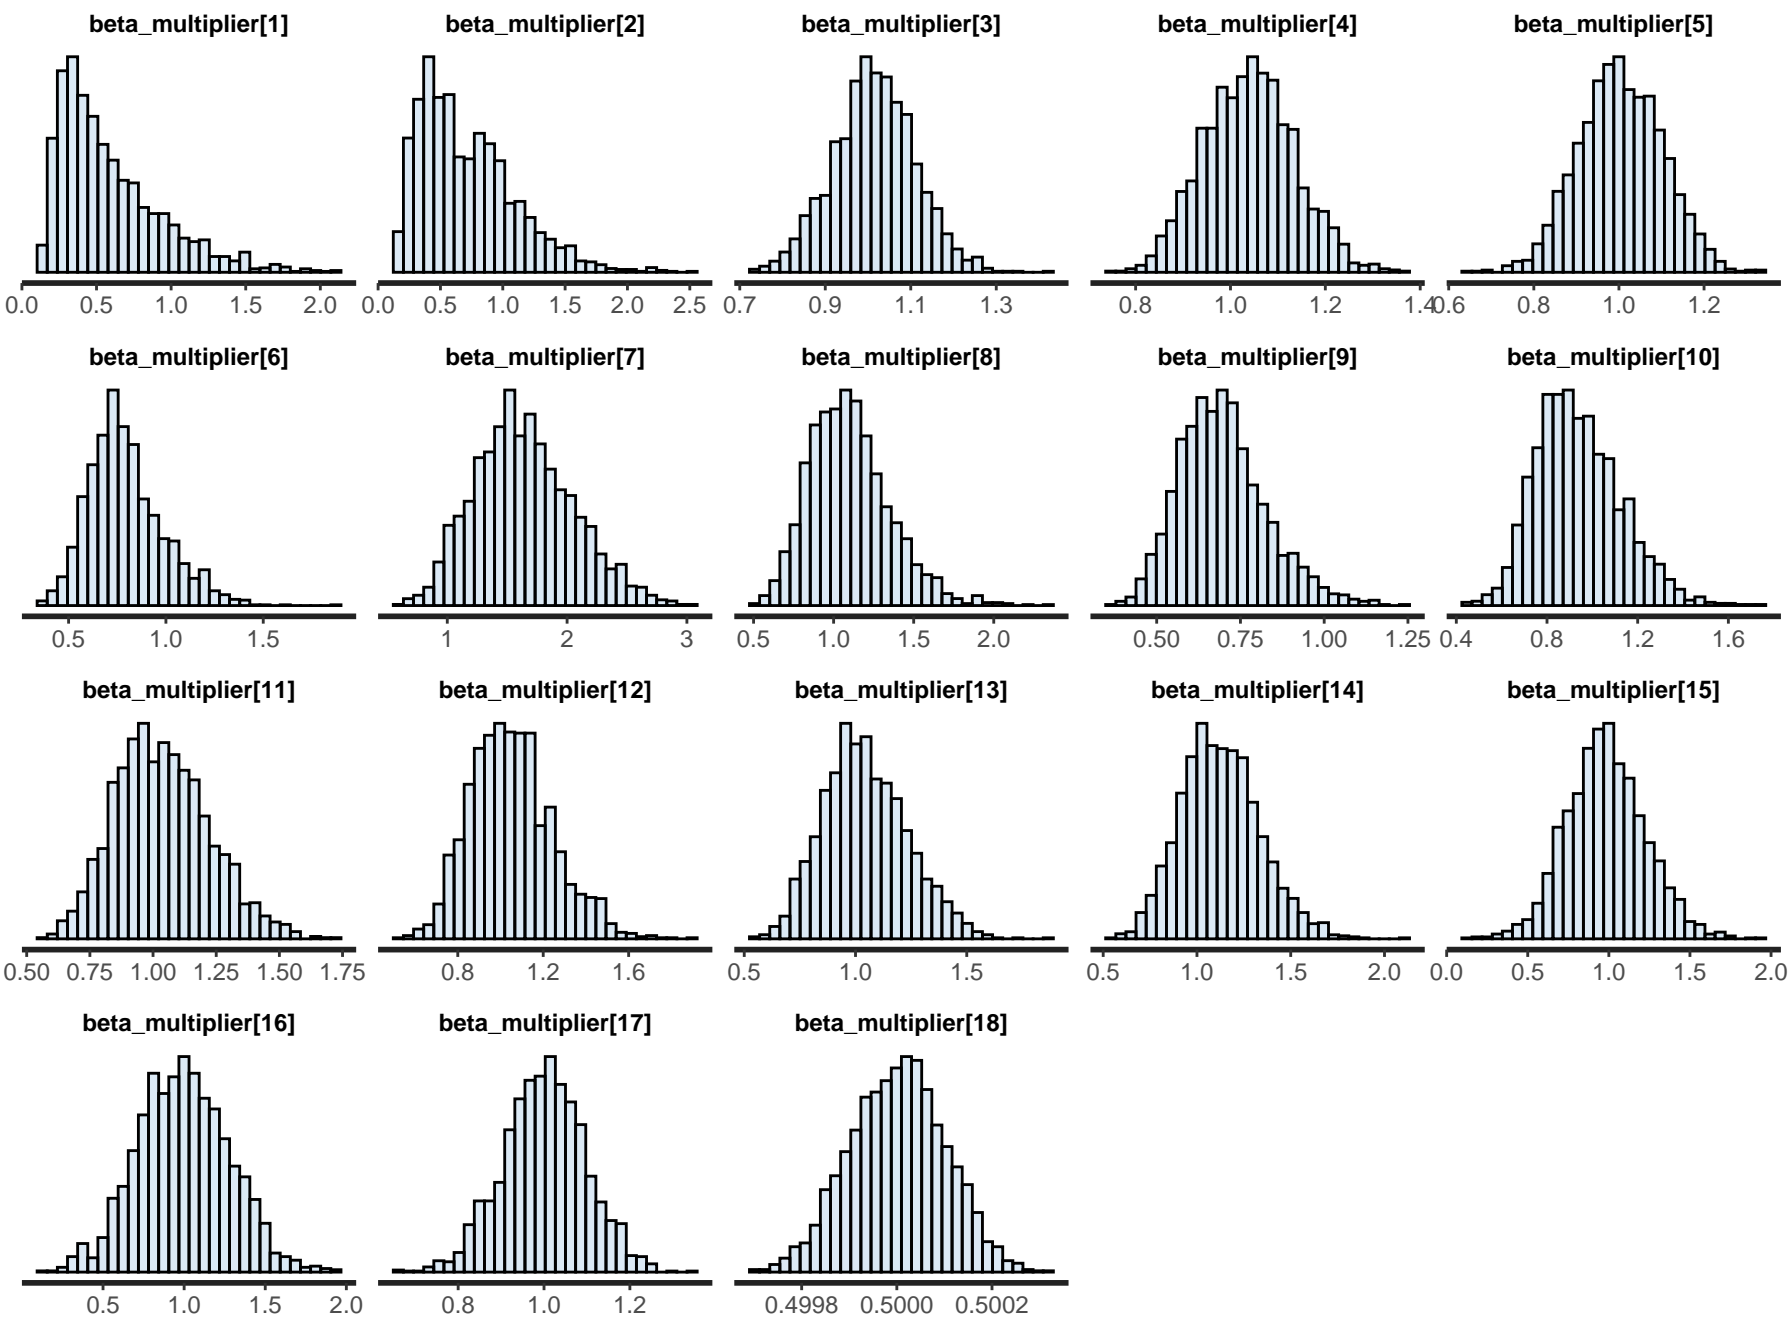 beta_multiplier[1] beta_multiplier[2] beta_multiplier[3] beta_multiplier[4] beta_multiplier[5]
0.0 0.5 1.0 1.5 2.0 0.0 0.5 1.0 1.5 2.0 2.5 0.7 0.9 1.1 1.3 0.8 1.0 1.2 1.4 0.6 0.8 1.0 1.2
beta_multiplier[6] beta_multiplier[7] beta_multiplier[8] beta_multiplier[9] beta_multiplier[10]
0.5 1.0 1.5 1 2 3 0.5 1.0 1.5 2.0 0.50 0.75 1.00 1.25 0.4 0.8 1.2 1.6
beta_multiplier[11] beta_multiplier[12] beta_multiplier[13] beta_multiplier[14] beta_multiplier[15]
0.50 0.75 1.00 1.25 1.50 1.75 0.8 1.2 1.6 0.5 1.0 1.5 0.5 1.0 1.5 2.0 0.0 0.5 1.0 1.5 2.0
beta_multiplier[16] beta_multiplier[17] beta_multiplier[18]
0.5 1.0 1.5 2.0 0.8 1.0 1.2 0.4998 0.5000 0.5002